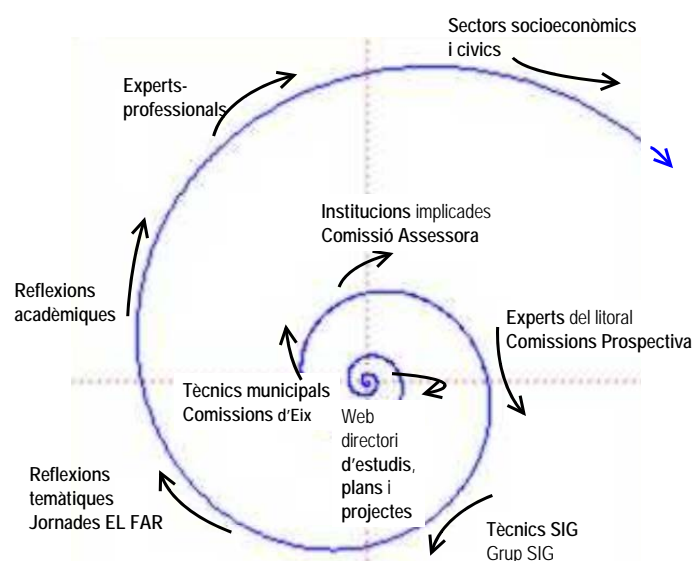 Sectors socioeconòmics
i civics
Experts-
professionals
Institucions implicades
Comissió Assessora
Reflexions
acadèmiques
Experts del litoral
Comissions Prospectiva
Tècnics municipals
Comissions d'Eix
Web
directori
d'estudis,
plans i
projectes
Reflexions
temàtiques
Jornades EL FAR
Tècnics SIG
Grup SIG